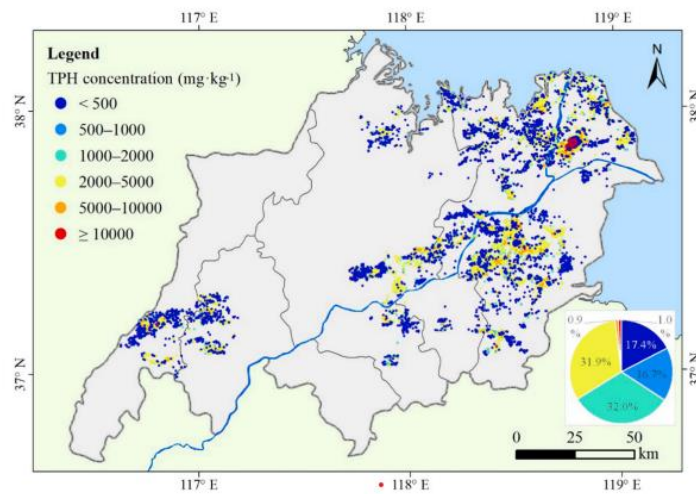 117° E 118° E 119° E
Legend
TPH concentration (mg·kg-1)
< 500
500–1000
1000–2000
2000–5000
5000–10000
≥ 10000
N
38° N
38° N
37° N
37° N
0.9 %
1.0 %
17.4%
31.9%
32.0%
0 25 50
km
117° E 118° E 119° E